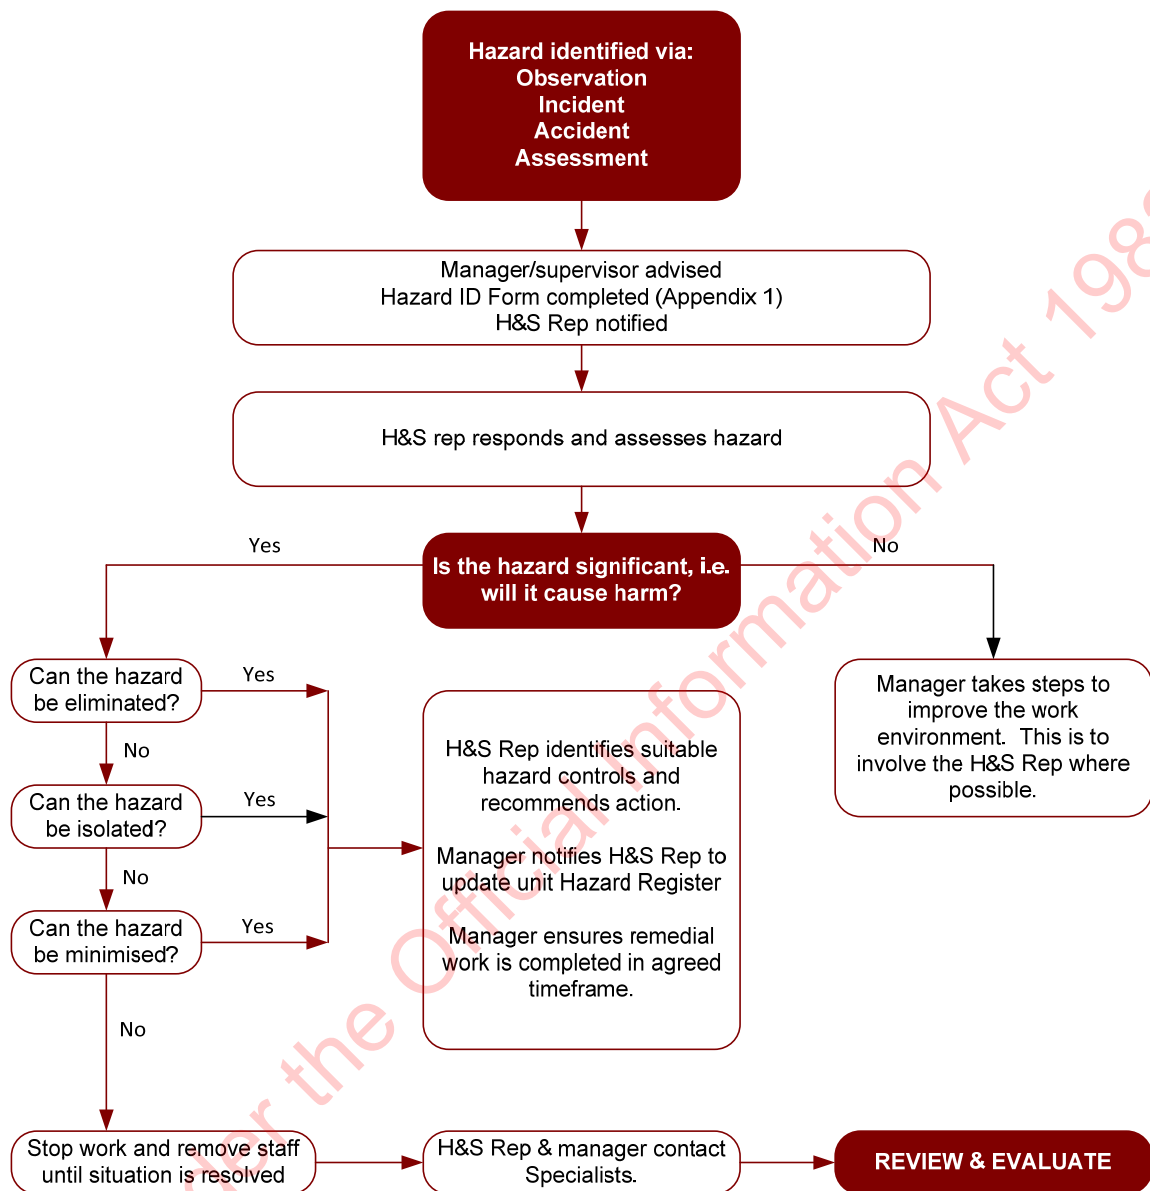 Hazard identified via:
Observation
Incident
Accident
Assessment
Manager/supervisor advised
Hazard ID Form completed (Appendix 1)
H&S Rep notified
H&S rep responds and assesses hazard
Yes
Is the hazard significant, i.e.
will it cause harm?
No
Can the hazard
be eliminated?
Yes
No
Can the hazard
be isolated?
Yes
No
Can the hazard
be minimised?
Yes
No
H&S Rep identifies suitable
hazard controls and
recommends action.
Manager notifies H&S Rep to
update unit Hazard Register
Manager ensures remedial
work is completed in agreed
timeframe.
Manager takes steps to
improve the work
environment. This is to
involve the H&S Rep where
possible.
Stop work and remove staff
until situation is resolved
H&S Rep & manager contact
Specialists.
REVIEW & EVALUATE
the Official Information Act